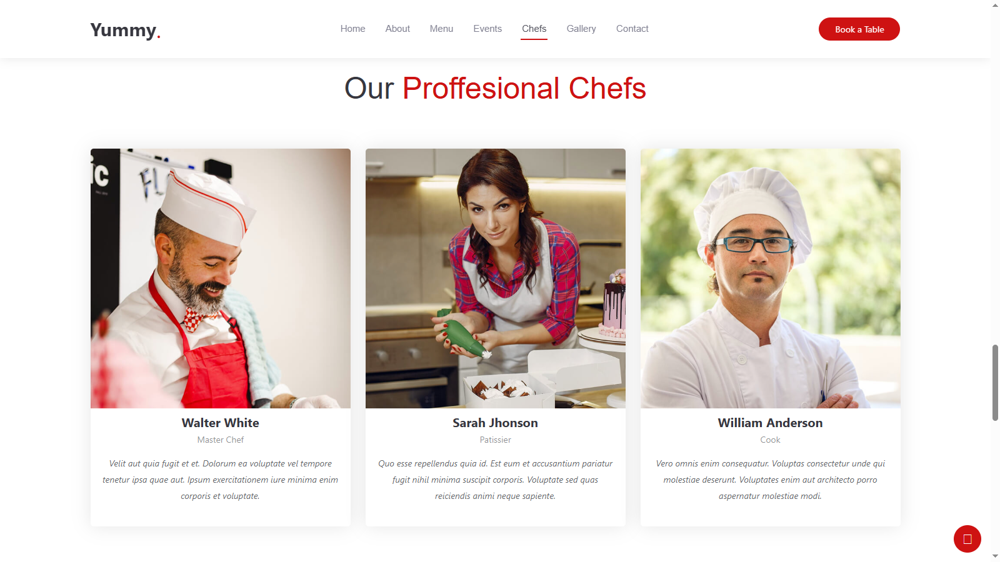 Yummy.
Home About Menu Events Chefs Gallery Contact
Book a Table
Our Proffesional Chefs
ic
FL
Walter White
Master Chef
Velit aut quia fugit et et. Dolorum ea voluptate vel tempore
tenetur ipsa quae aut. Ipsum exercitationem iure minima enim
corporis et voluptate.
Sarah Jhonson
Patissier
Quo esse repellendus quia id. Est eum et accusantium pariatur
fugit nihil minima suscipit corporis. Voluptate sed quas
reiciendis animi neque sapiente.
William Anderson
Cook
Vero omnis enim consequatur. Voluptas consectetur unde qui
molestiae deserunt. Voluptates enim aut architecto porro
aspernatur molestiae modi.